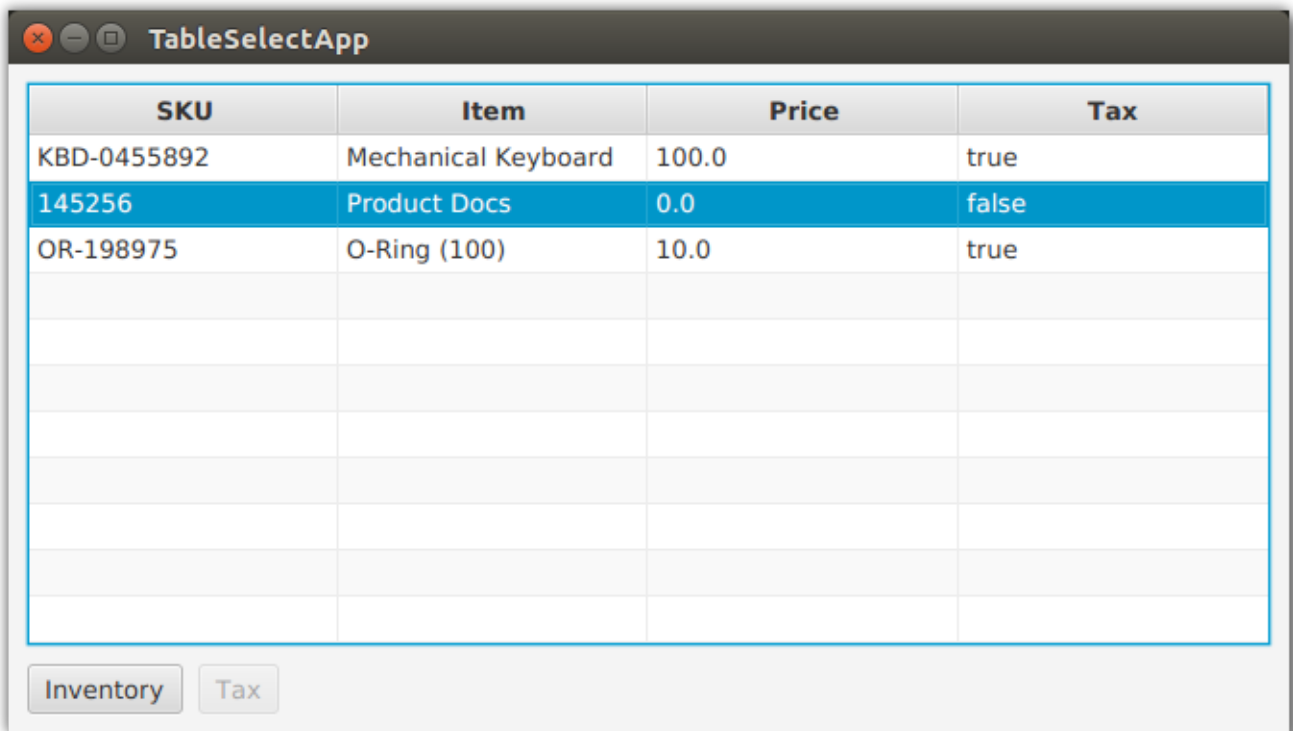 TableSelectApp
SKU Item Price Tax
KBD-0455892 Mechanical Keyboard 100.0 true
145256 Product Docs 0.0 false
OR-198975 O-Ring (100) 10.0 true
Inventory Tax